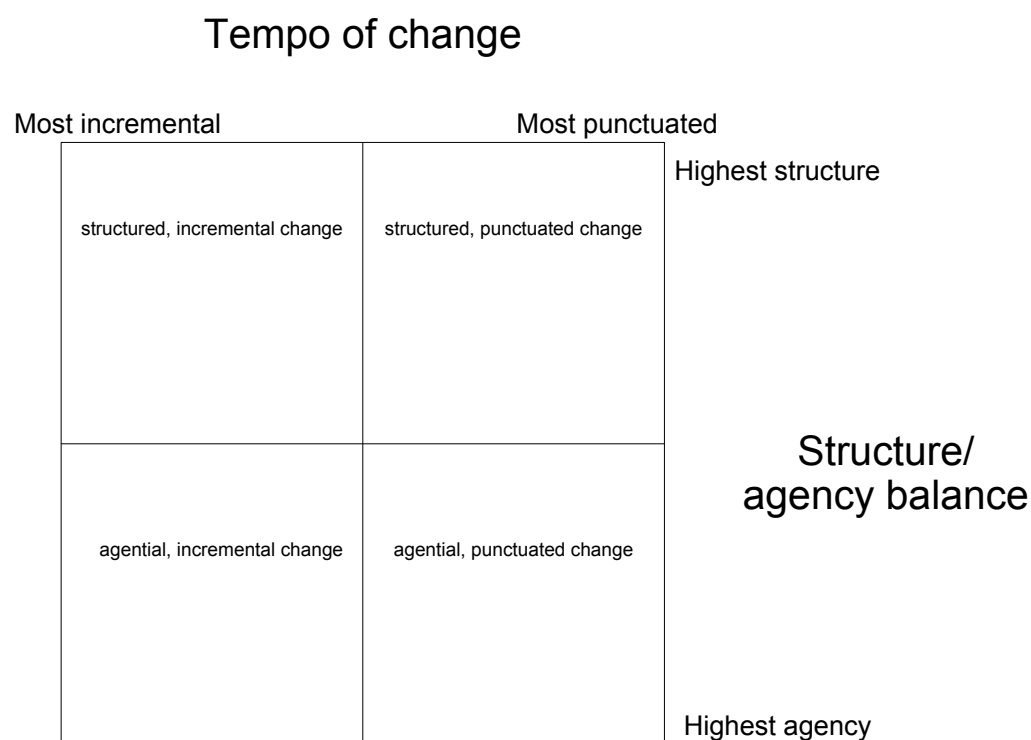 Tempo of change
Most incremental
Most punctuated
Highest structure
structured, incremental change
structured, punctuated change
Structure/
agency balance
agential, incremental change
agential, punctuated change
Highest agency